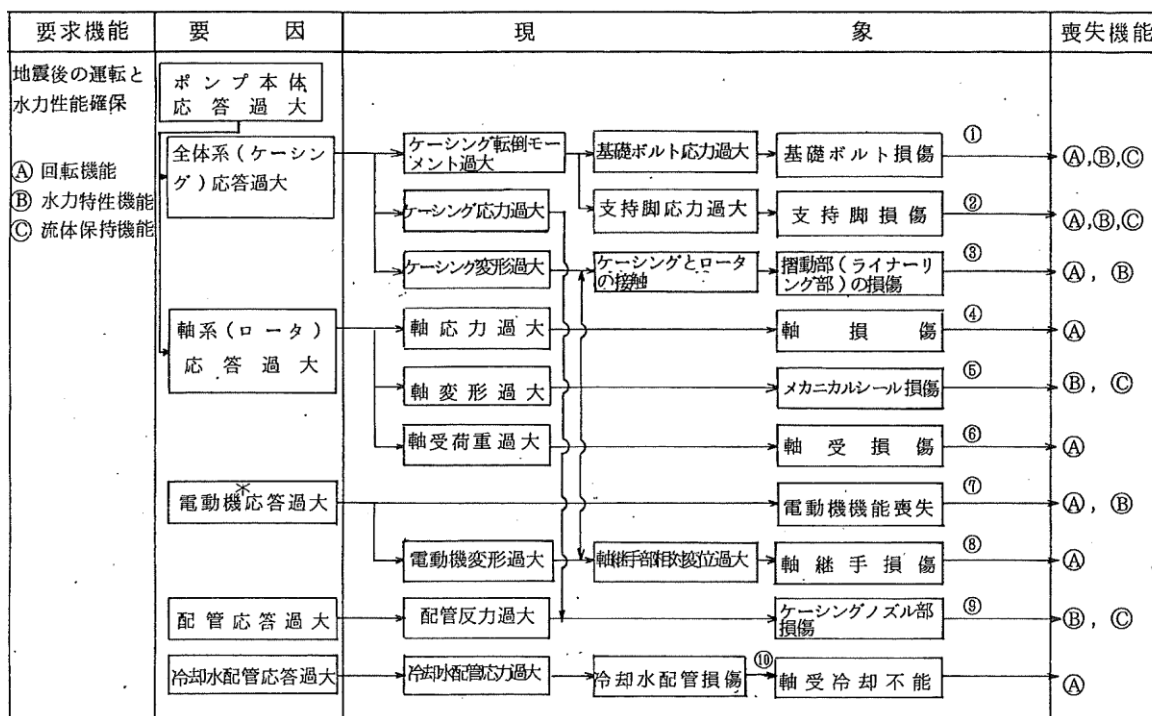 要求機能 要因 現象 喪失機能
地震後の運転と
水力性能確保
Ⓐ 回転機能
Ⓑ 水力特性機能
Ⓒ 流体保持機能
ポンプ本体
応答過大
全体系(ケーシン
グ)応答過大
ケーシング転倒モー
メント過大
基礎ボルト応力過大
基礎ボルト損傷
①
Ⓐ,Ⓑ,Ⓒ
支持脚応力過大
支持脚損傷
②
Ⓐ,Ⓑ,Ⓒ
ケーシング応力過大
ケーシング変形過大
ケーシングとロータ
の接触
摺動部(ライナーリ
ング部)の損傷
③
Ⓐ, Ⓑ
軸系(ロータ)
応答過大
軸応力過大
軸損傷
④
Ⓐ
軸変形過大
メカニカルシール損傷
⑤
Ⓑ, Ⓒ
軸受荷重過大
軸受損傷
⑥
Ⓐ
*
電動機応答過大
電動機機能喪失
⑦
Ⓐ, Ⓑ
電動機変形過大
軸継手部相対変位過大
軸継手損傷
⑧
Ⓐ
配管応答過大
配管反力過大
ケーシングノズル部
損傷
⑨
Ⓑ, Ⓒ
冷却水配管応答過大
冷却水配管応力過大
冷却水配管損傷
⑩
軸受冷却不能
Ⓐ